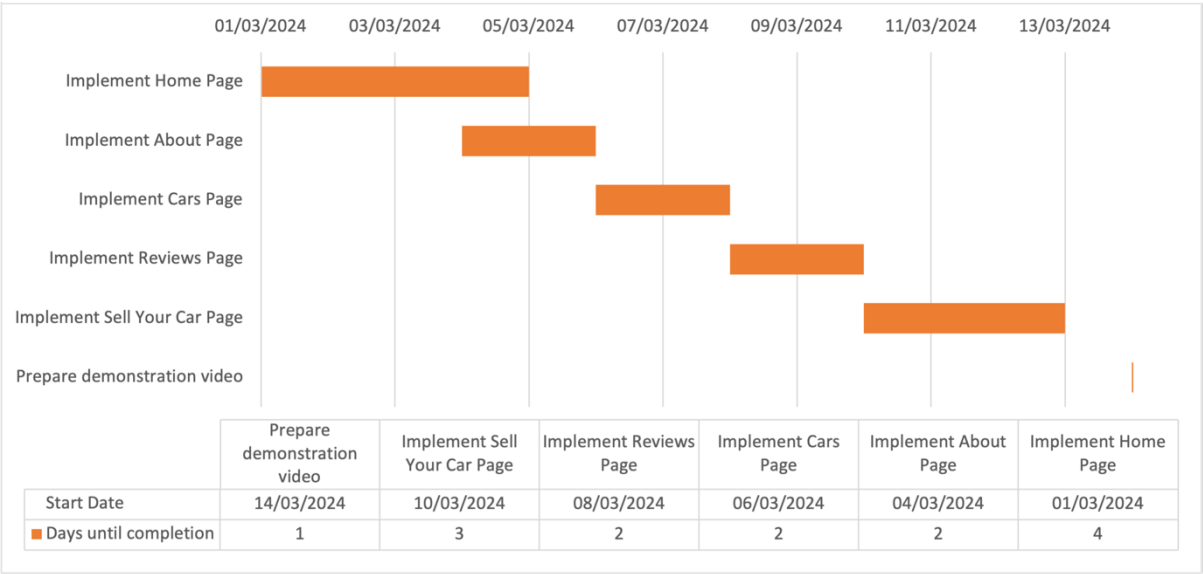 01/03/2024 03/03/2024 05/03/2024 07/03/2024 09/03/2024 11/03/2024 13/03/2024
Implement Home Page
Implement About Page
Implement Cars Page
Implement Reviews Page
Implement Sell Your Car Page
Prepare demonstration video
Prepare
demonstration
video
Implement Sell
Your Car Page
Implement Reviews
Page
Implement Cars
Page
Implement About
Page
Implement Home
Page
Start Date 14/03/2024 10/03/2024 08/03/2024 06/03/2024 04/03/2024 01/03/2024
Days until completion 1 3 2 2 2 4